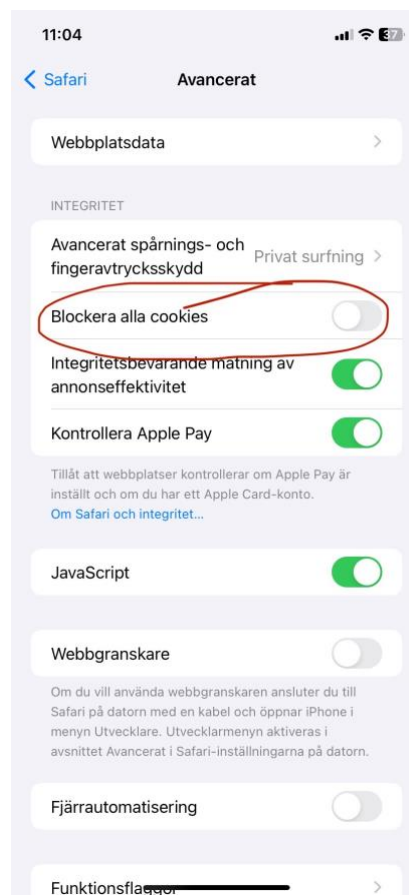 11:04
37
Safari
Avancerat
Webbplatsdata
INTEGRITET
Avancerat spårnings- och
fingeravtrycksskydd
Privat surfning
Blockera alla cookies
Integritetsbevarande mätning av
annonseffektivitet
Kontrollera Apple Pay
Tillåt att webbplatser kontrollerar om Apple Pay är
inställt och om du har ett Apple Card-konto.
Om Safari och integritet...
JavaScript
Webbgranskare
Om du vill använda webbgranskaren ansluter du till
Safari på datorn med en kabel och öppnar iPhone i
menyn Utvecklare. Utvecklarmenyn aktiveras i
avsnittet Avancerat i Safari-inställningarna på datorn.
Fjärrautomatisering
Funktionsflaggor